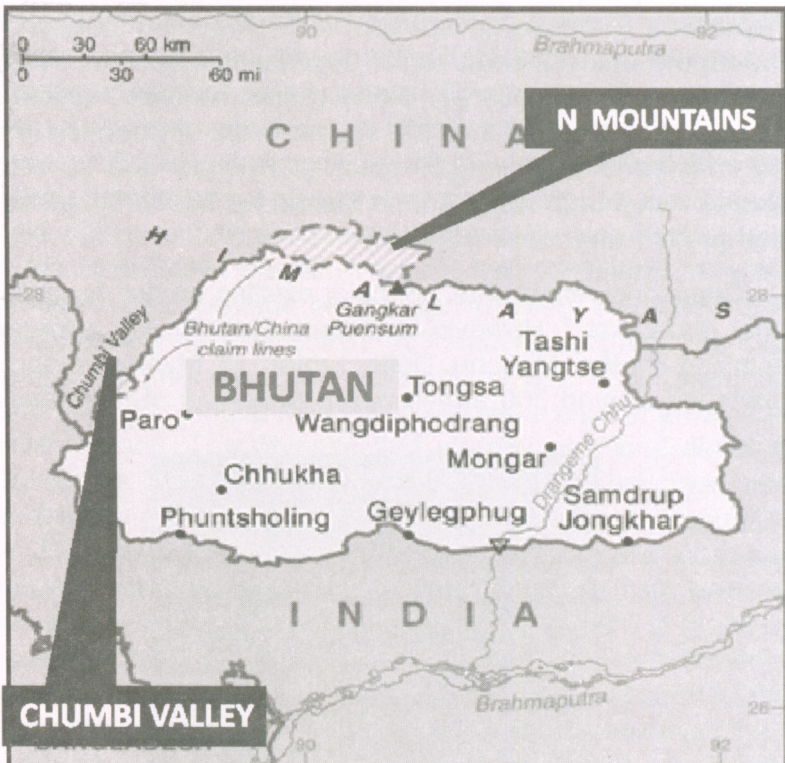 90
92
0 30 60 km
0 30 60 mi
Brahmaputra
N MOUNTAINS
C H I N A
H I M A L A Y A S
28
28
Gangkar
Puensum
Bhutan/China
claim lines
Chumbi Valley
Tashi
Yangtse
BHUTAN
Tongsa
Paro
Wangdiphodrang
Drangeme Chhu
Mongar
Chhukha
Samdrup
Jongkhar
Phuntsholing
Geylegphug
I N D I A
CHUMBI VALLEY
Brahmaputra
26
BANGLADESH
90
92